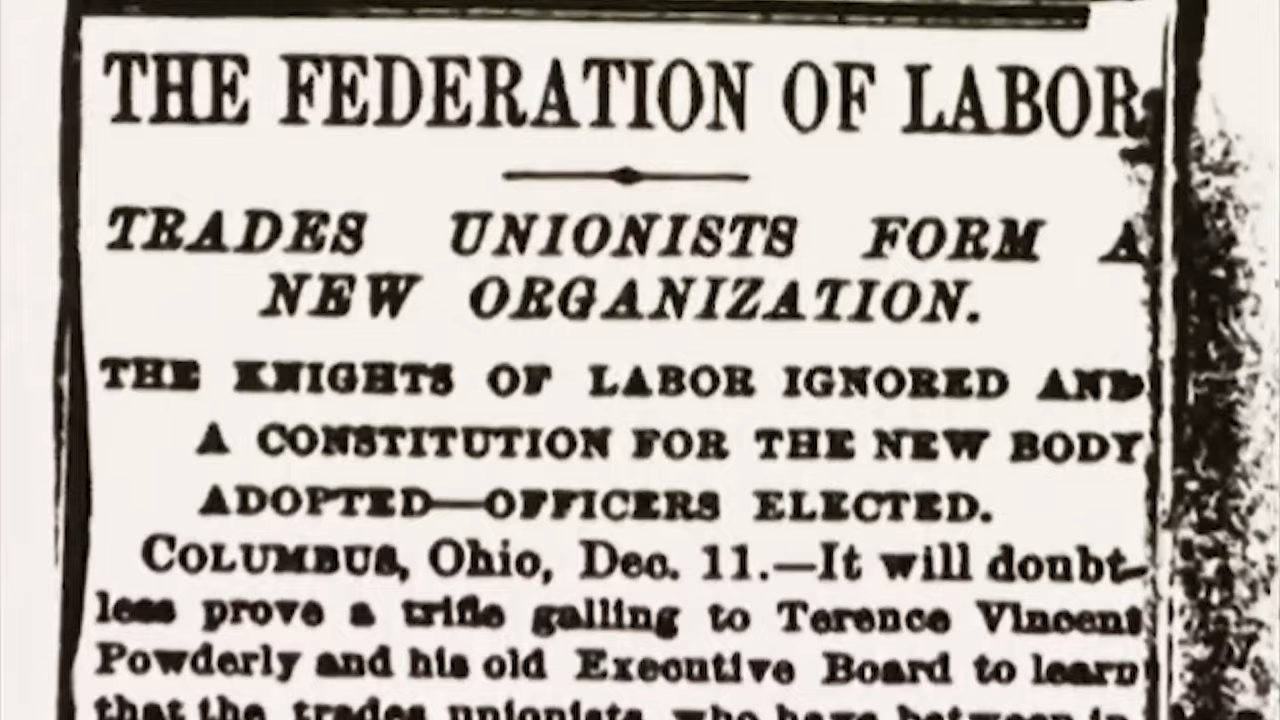 THE FEDERATION OF LABOR
TRADES UNIONISTS FORM A
NEW ORGANIZATION.
THE KNIGHTS OF LABOR IGNORED AND
A CONSTITUTION FOR THE NEW BODY
ADOPTED—OFFICERS ELECTED.
COLUMBUS, Ohio, Dec. 11.—It will doubt-
less prove a trifle galling to Terence Vincent
Powderly and his old Executive Board to learn
that the trades unionists, who have between